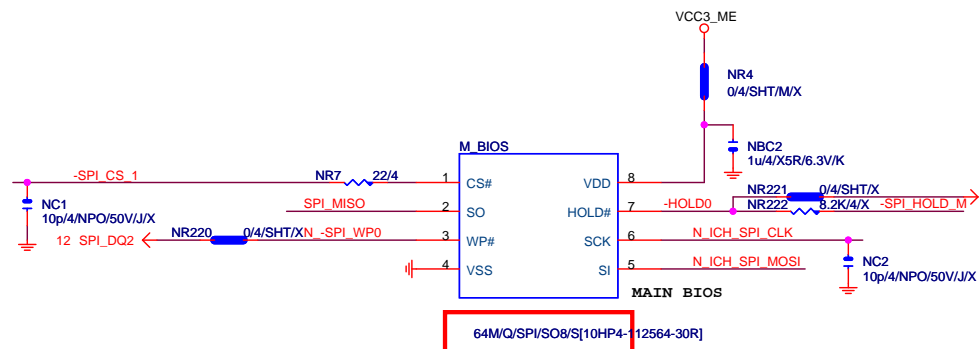 VCC3_ME
NR4
0/4/SHT/M/X
NBC2
1u/4/X5R/6.3V/K
M_BIOS
-SPI_CS_1
NR7
22/4
1
CS#
VDD
8
NR221
0/4/SHT/X
NC1
10p/4/NPO/50V/J/X
SPI_MISO
2
SO
HOLD#
7
-HOLD0
NR222
8.2K/4/X
-SPI_HOLD_M
12 SPI_DQ2
NR220
0/4/SHT/X
N_-SPI_WP0
3
WP#
SCK
6
N_ICH_SPI_CLK
4
VSS
SI
5
N_ICH_SPI_MOSI
NC2
10p/4/NPO/50V/J/X
MAIN BIOS
64M/Q/SPI/SO8/S[10HP4-112564-30R]